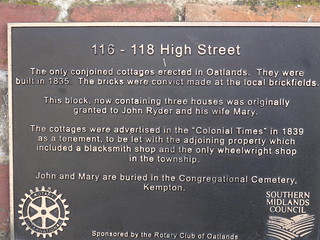 116 - 118 High Street
The only conjoined cottages erected in Oatlands. They were
built in 1835. The bricks were convict made at the local brickfields.
This block, now containing three houses was originally
granted to John Ryder and his wife Mary.
The cottages were advertised in the "Colonial Times" in 1839
as a tenement, to be let with the adjoining property which
included a blacksmith shop and the only wheelwright shop
in the township.
John and Mary are buried in the Congregational Cemetery,
Kempton.
SOUTHERN
MIDLANDS
COUNCIL
Sponsored by the Rotary Club of Oatlands